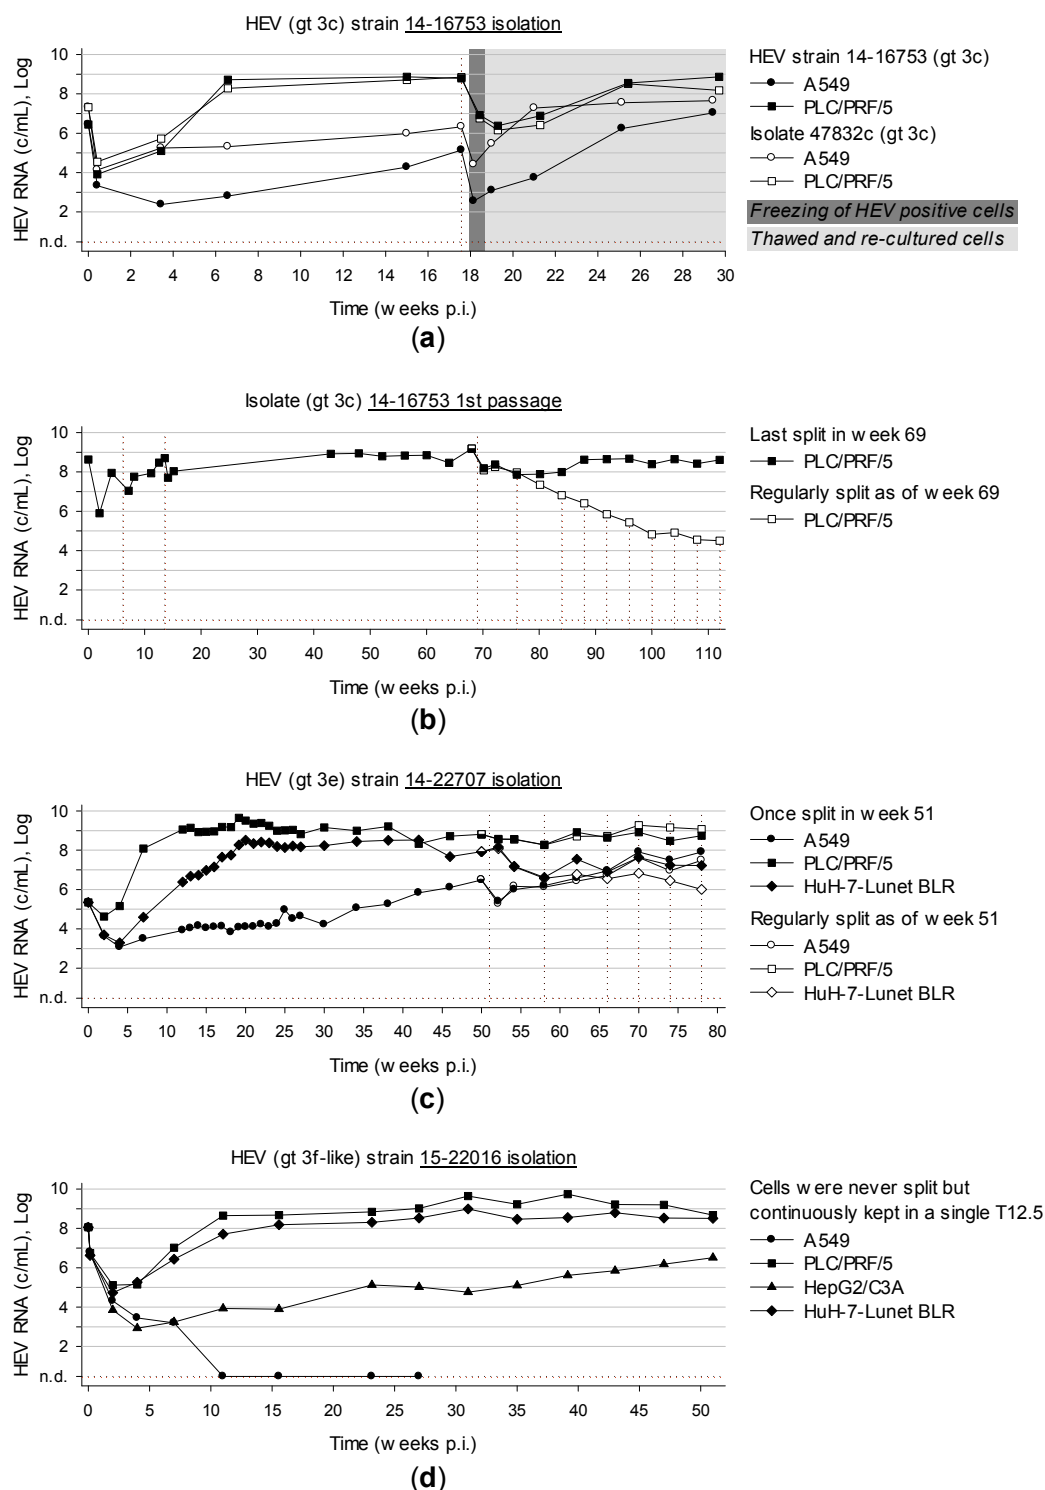 HEV (gt 3c) strain 14-16753 isolation
HEV RNA (c/mL), Log
10
8
6
4
2
n.d.
0 2 4 6 8 10 12 14 16 18 20 22 24 26 28 30
Time (weeks p.i.)
HEV strain 14-16753 (gt 3c)
A549
PLC/PRF/5
Isolate 47832c (gt 3c)
A549
PLC/PRF/5
Freezing of HEV positive cells
Thawed and re-cultured cells
(a)
Isolate (gt 3c) 14-16753 1st passage
HEV RNA (c/mL), Log
10
8
6
4
2
n.d.
0 10 20 30 40 50 60 70 80 90 100 110
Time (weeks p.i.)
Last split in week 69
PLC/PRF/5
Regularly split as of week 69
PLC/PRF/5
(b)
HEV (gt 3e) strain 14-22707 isolation
HEV RNA (c/mL), Log
10
8
6
4
2
n.d.
0 5 10 15 20 25 30 35 40 45 50 55 60 65 70 75 80
Time (weeks p.i.)
Once split in week 51
A549
PLC/PRF/5
HuH-7-Lunet BLR
Regularly split as of week 51
A549
PLC/PRF/5
HuH-7-Lunet BLR
(c)
HEV (gt 3f-like) strain 15-22016 isolation
HEV RNA (c/mL), Log
10
8
6
4
2
n.d.
0 5 10 15 20 25 30 35 40 45 50
Time (weeks p.i.)
Cells were never split but
continuously kept in a single T12.5
A549
PLC/PRF/5
HepG2/C3A
HuH-7-Lunet BLR
(d)